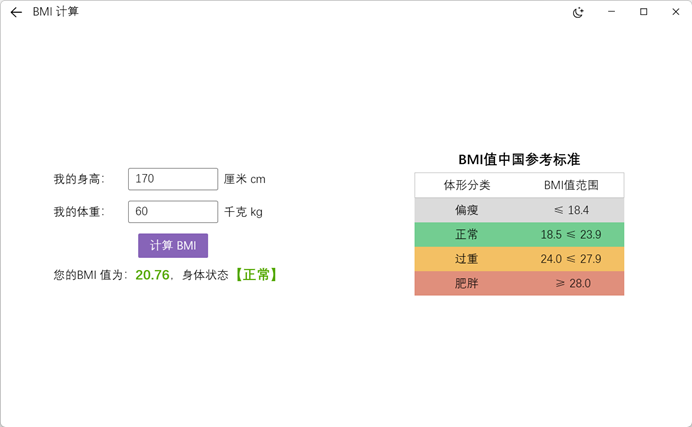 BMI 计算
我的身高： 170 厘米 cm
我的体重： 60 千克 kg
计算 BMI
您的BMI 值为：20.76．身体状态【正常】
BMI值中国参考标准
体形分类 BMI值范围
偏瘦 ≤ 18.4
正常 18.5 ≤ 23.9
过重 24.0 ≤ 27.9
肥胖 ≥ 28.0